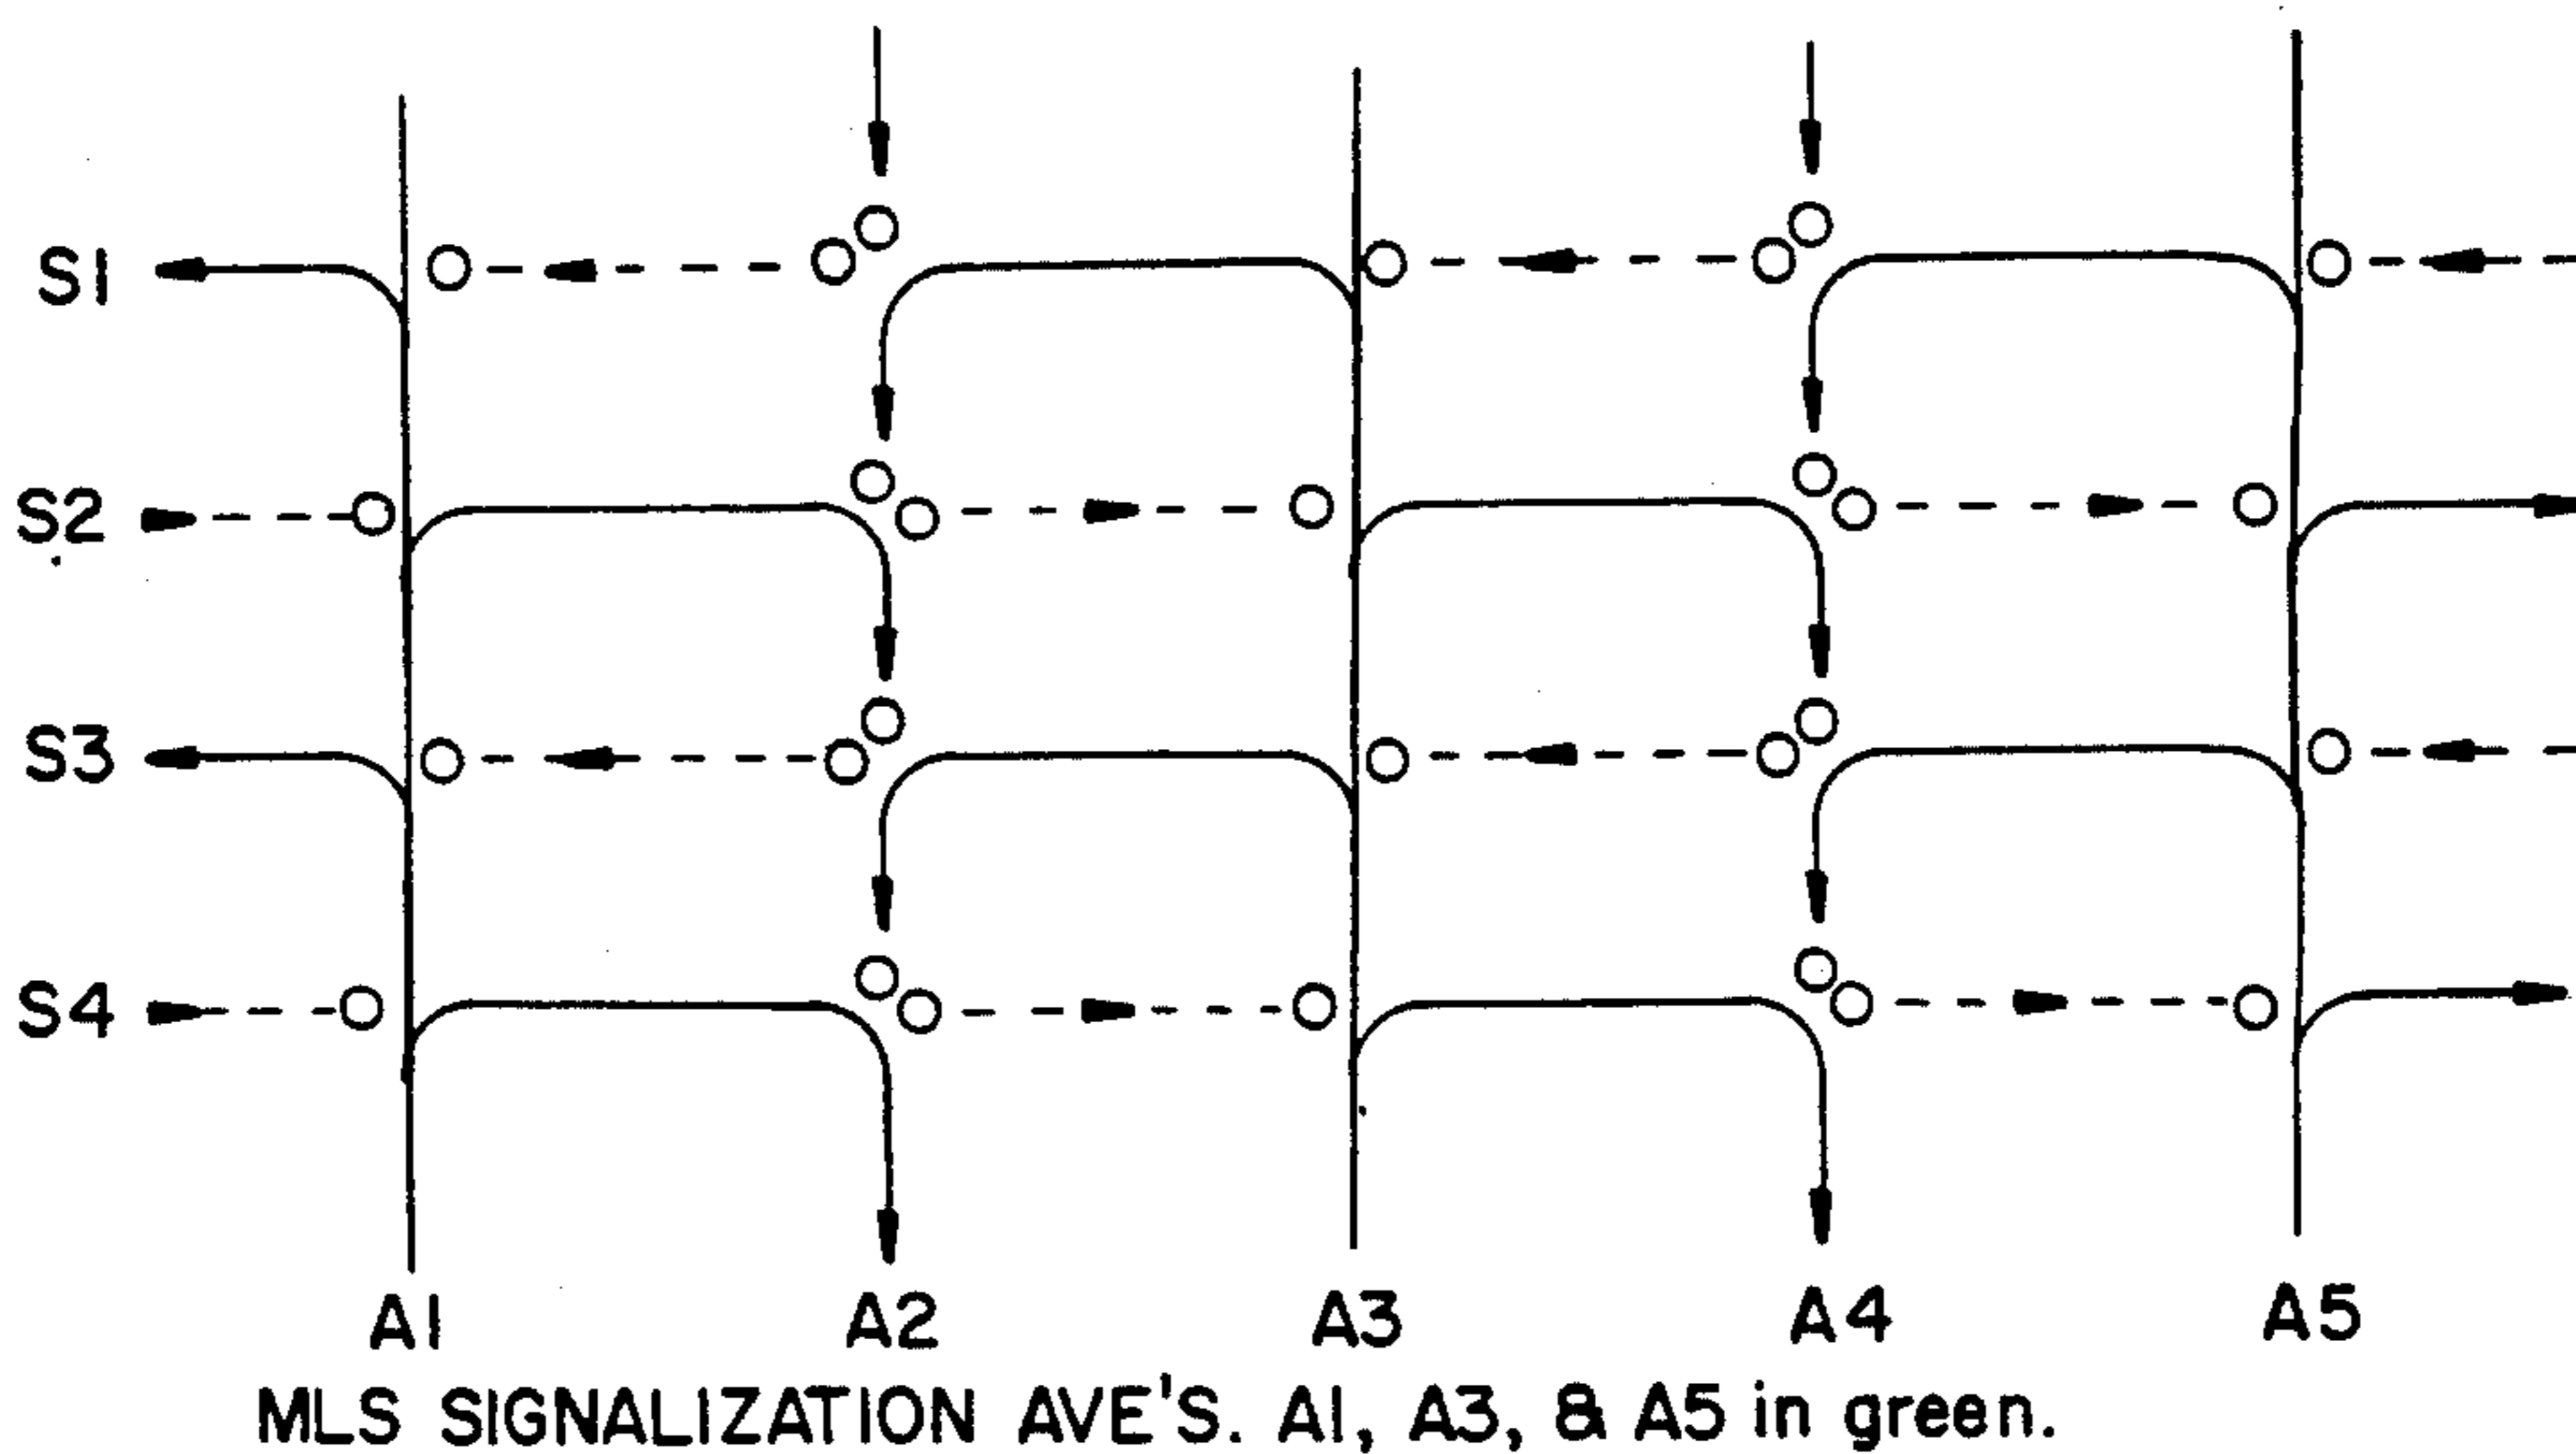 S1
S2
S3
S4
A1 A2 A3 A4 A5
MLS SIGNALIZATION AVE'S. A1, A3, & A5 in green.